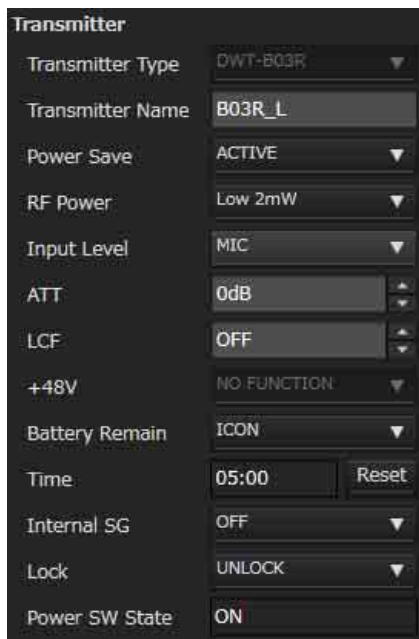 Transmitter
Transmitter Type DWT-B03R
Transmitter Name B03R_L
Power Save ACTIVE
RF Power Low 2mW
Input Level MIC
ATT 0dB
LCF OFF
+48V NO FUNCTION
Battery Remain ICON
Time 05:00 Reset
Internal SG OFF
Lock UNLOCK
Power SW State ON